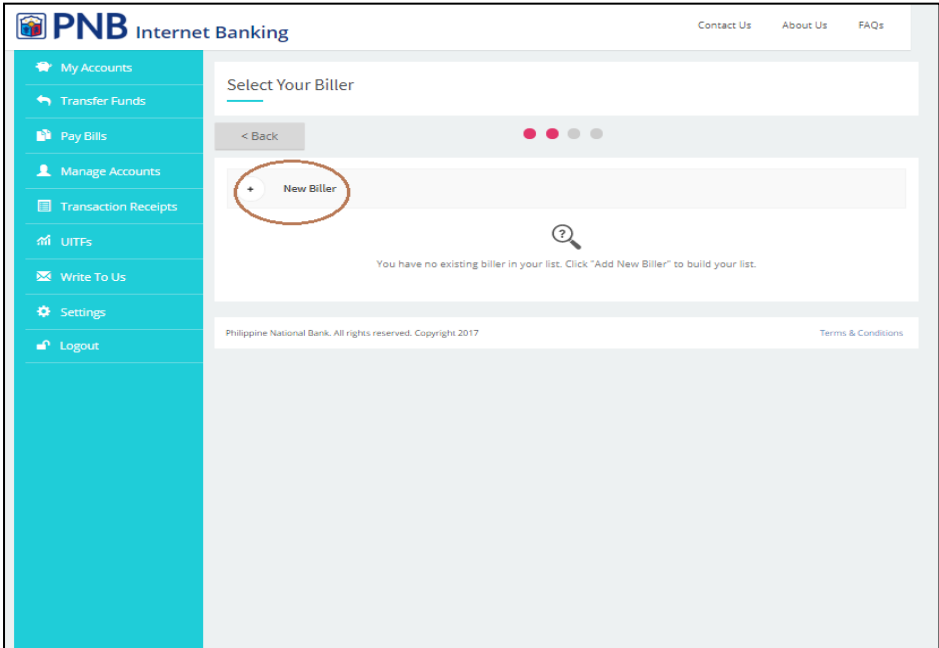 PNB Internet Banking
Contact Us About Us FAQs
My Accounts
Transfer Funds
Pay Bills
Manage Accounts
Transaction Receipts
UITFs
Write To Us
Settings
Logout
Select Your Biller
< Back
+ New Biller
?
You have no existing biller in your list. Click "Add New Biller" to build your list.
Philippine National Bank. All rights reserved. Copyright 2017 Terms & Conditions